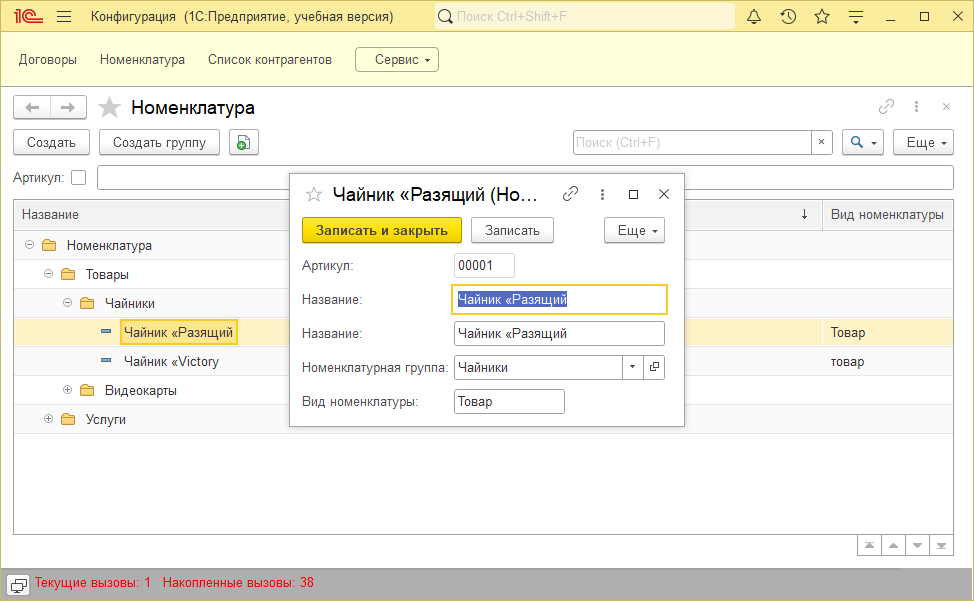 1С Конфигурация (1С:Предприятие, учебная версия) Поиск Ctrl+Shift+F
Договоры Номенклатура Список контрагентов Сервис
Номенклатура
Создать Создать группу Поиск (Ctrl+F) × Еще
Артикул:
Название ↓ Вид номенклатуры
Номенклатура
Товары
Чайники
Чайник «Разящий Товар
Чайник «Victory товар
Видеокарты
Услуги
Чайник «Разящий (Но...
Записать и закрыть Записать Еще
Артикул: 00001
Название: Чайник «Разящий
Название: Чайник «Разящий
Номенклатурная группа: Чайники
Вид номенклатуры: Товар
Текущие вызовы: 1 Накопленные вызовы: 38